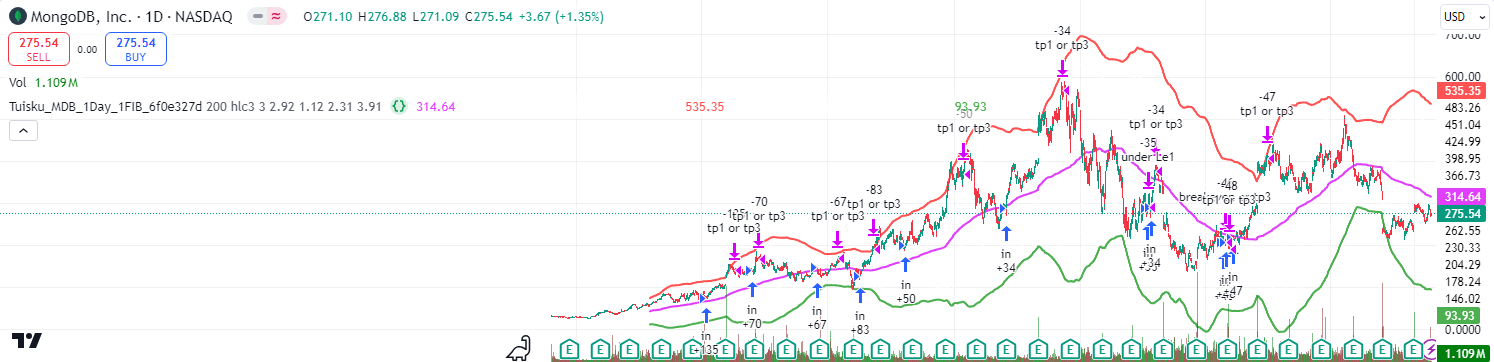 MongoDB, Inc. · 1D · NASDAQ
O271.10 H276.88 L271.09 C275.54 +3.67 (+1.35%)
USD
275.54
SELL
0.00
275.54
BUY
Vol 1.109 M
Tuisku_MDB_1Day_1FIB_6f0e327d 200 hlc3 3 2.92 1.12 2.31 3.91 {} 314.64
535.35
93.93
-34
tp1 or tp3
-50
tp1 or tp3
-47
tp1 or tp3
-34
tp1 or tp3
-35
under Le1
-83
tp1 or tp3
-67
tp1 or tp3
-70
tp1 or tp3
tp1 or tp3
-48
tp1 or tp3
in
+135
in
+70
in
+67
in
+83
in
+50
in
+34
in
+34
in
+47
700.00
600.00
535.35
483.26
451.04
424.99
398.95
366.73
314.64
275.54
262.55
230.33
204.29
178.24
146.02
93.93
0.0000
1.109 M
E E E E E E E E E E E E E E E E E E E E E E E E E E E E